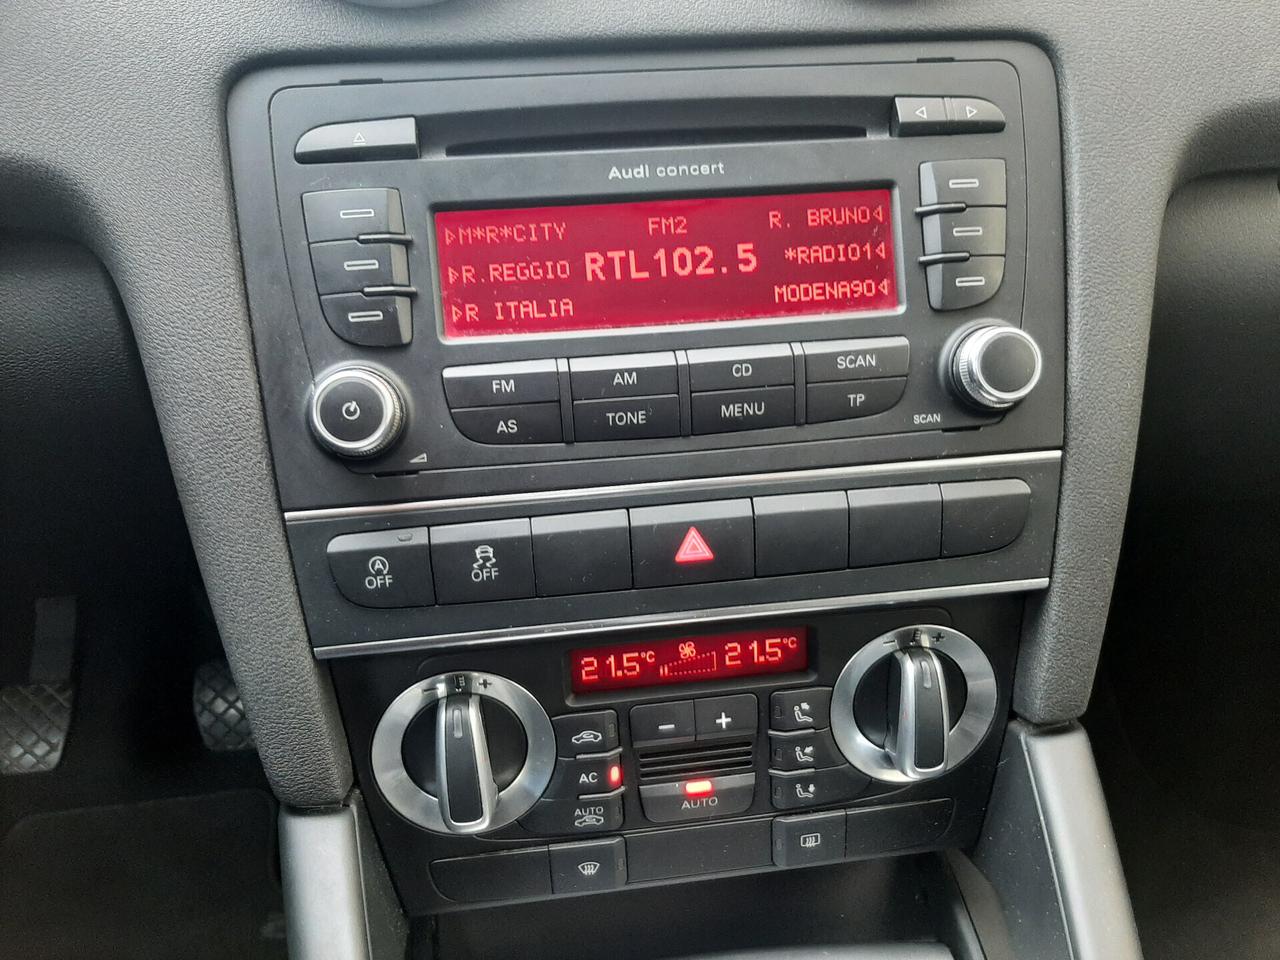 Audi concert
M*R*CITY FM2 R. BRUNO
R.REGGIO RTL102.5 *RADIO1
R ITALIA MODENA90
FM AM CD SCAN
AS TONE MENU TP
SCAN
A
OFF OFF
21.5°C 21.5°C
- + - +
- +
AC
AUTO
AUTO